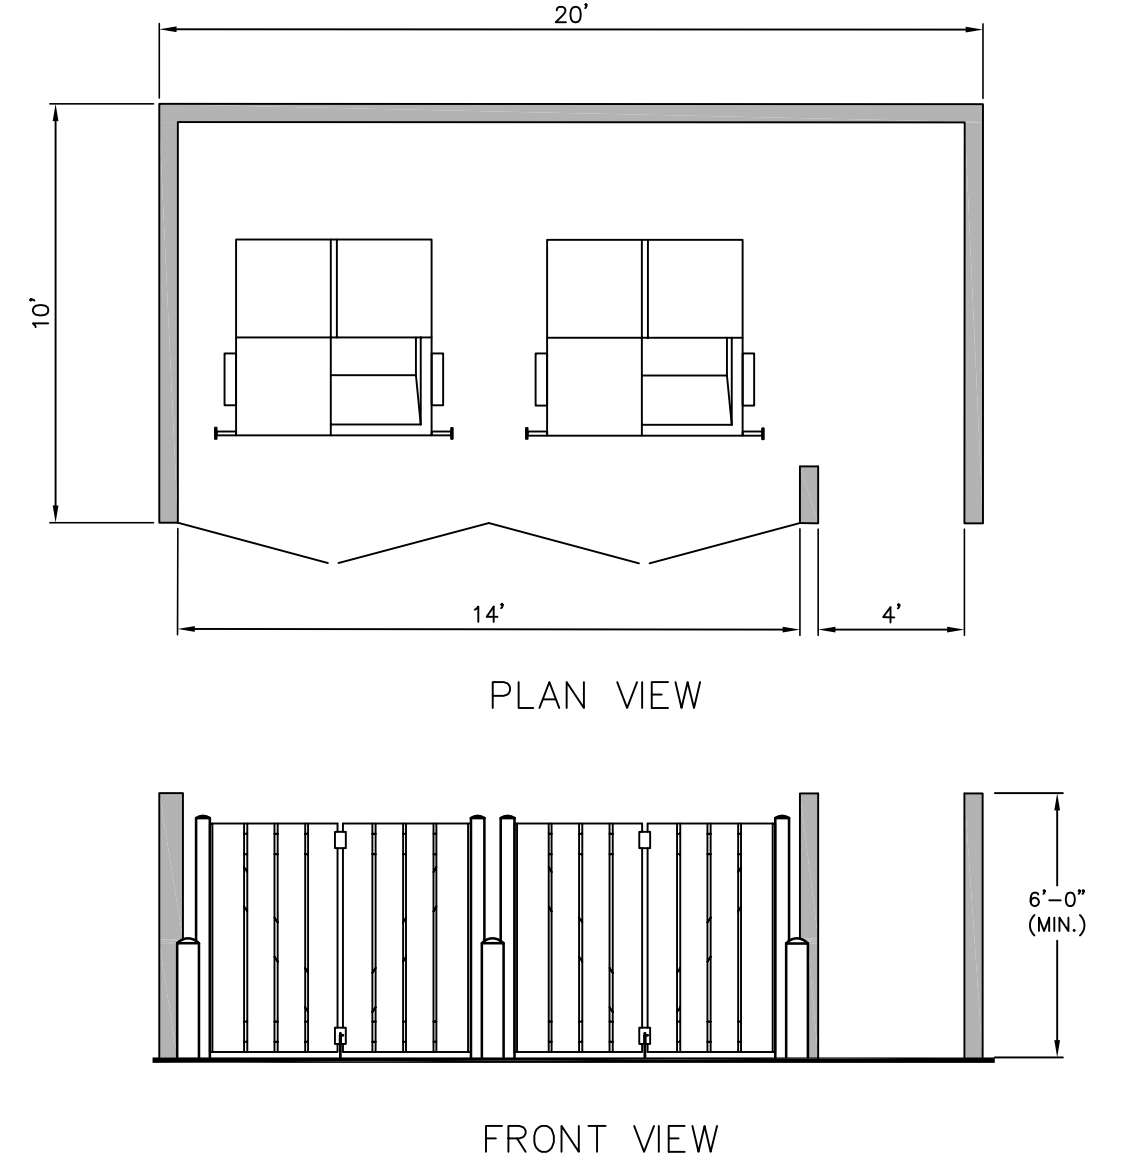 20'
10'
14'
4'
PLAN VIEW
6'-0"
(MIN.)
FRONT VIEW